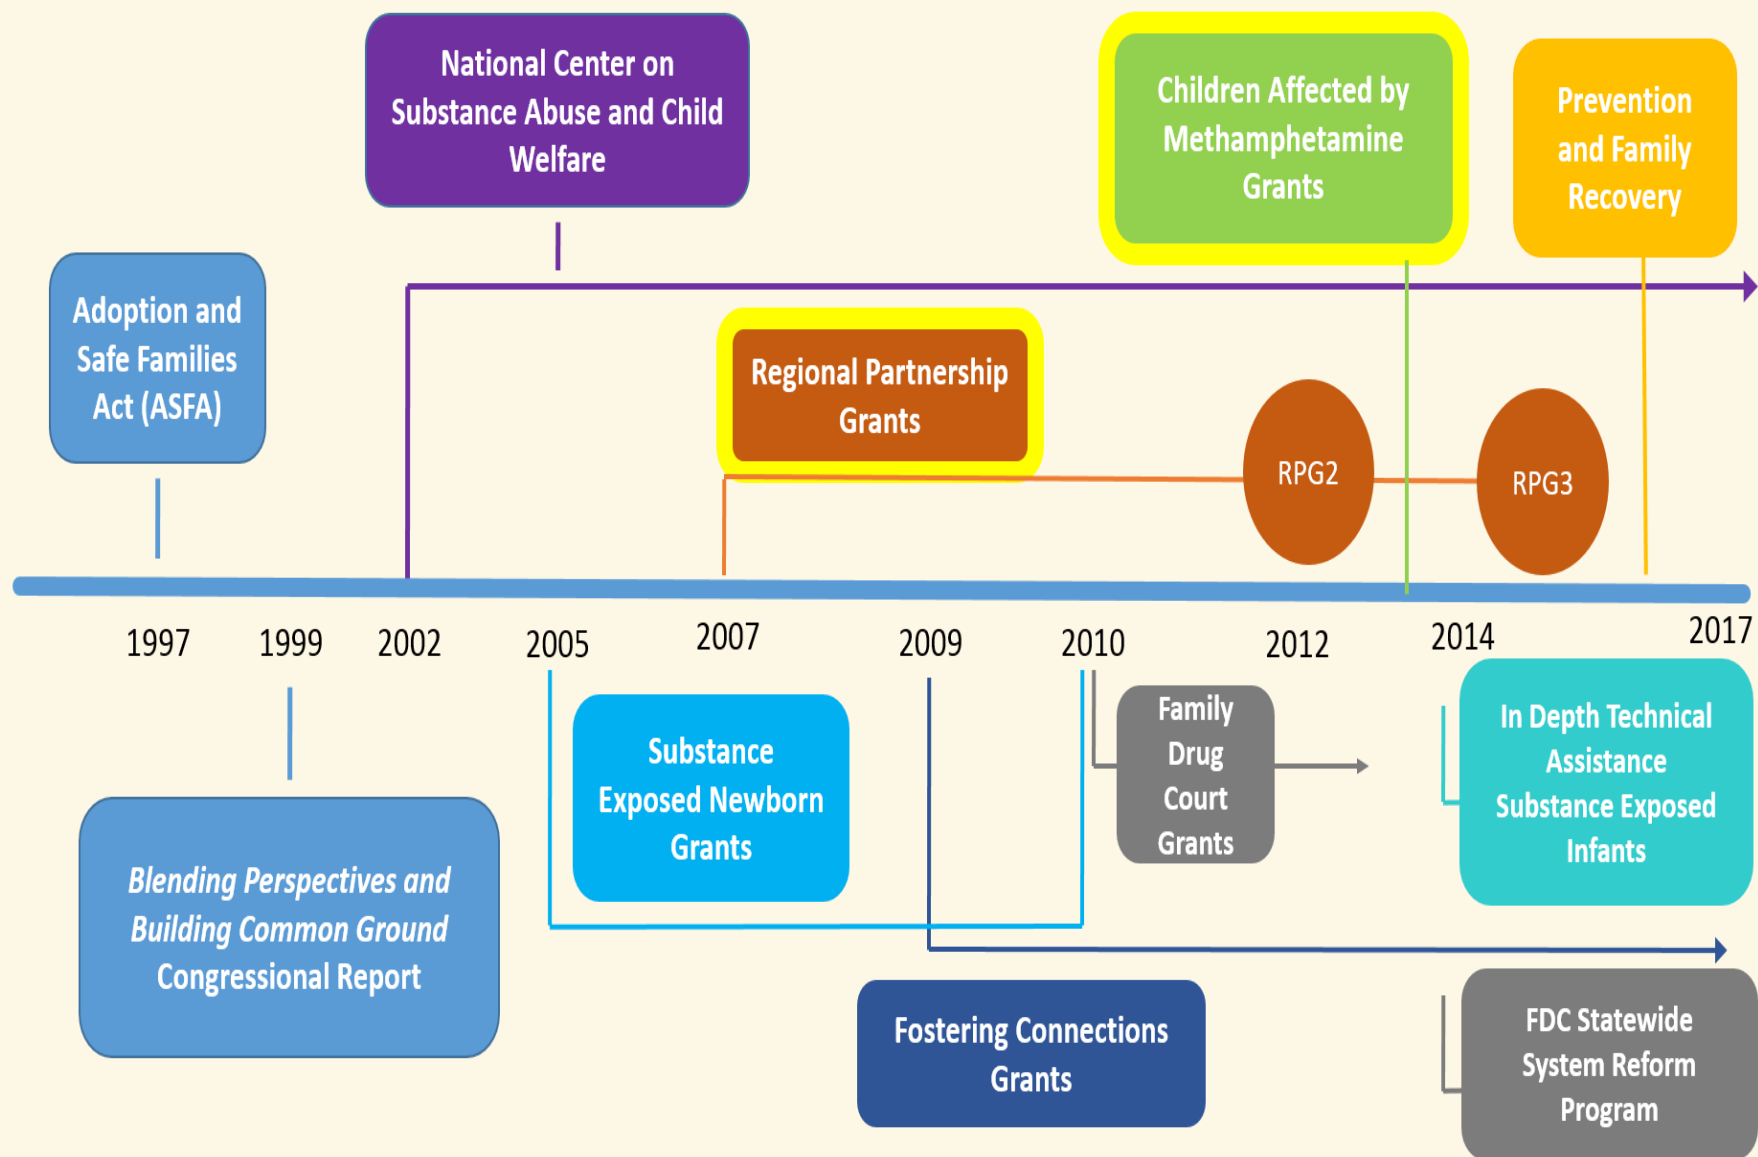 National Center on
Substance Abuse and Child
Welfare
Children Affected by
Methamphetamine
Grants
Prevention
and Family
Recovery
Adoption and
Safe Families
Act (ASFA)
Regional Partnership
Grants
RPG2
RPG3
1997
1999
2002
2005
2007
2009
2010
2012
2014
2017
Substance
Exposed Newborn
Grants
Family
Drug
Court
Grants
In Depth Technical
Assistance
Substance Exposed
Infants
Blending Perspectives and
Building Common Ground
Congressional Report
Fostering Connections
Grants
FDC Statewide
System Reform
Program